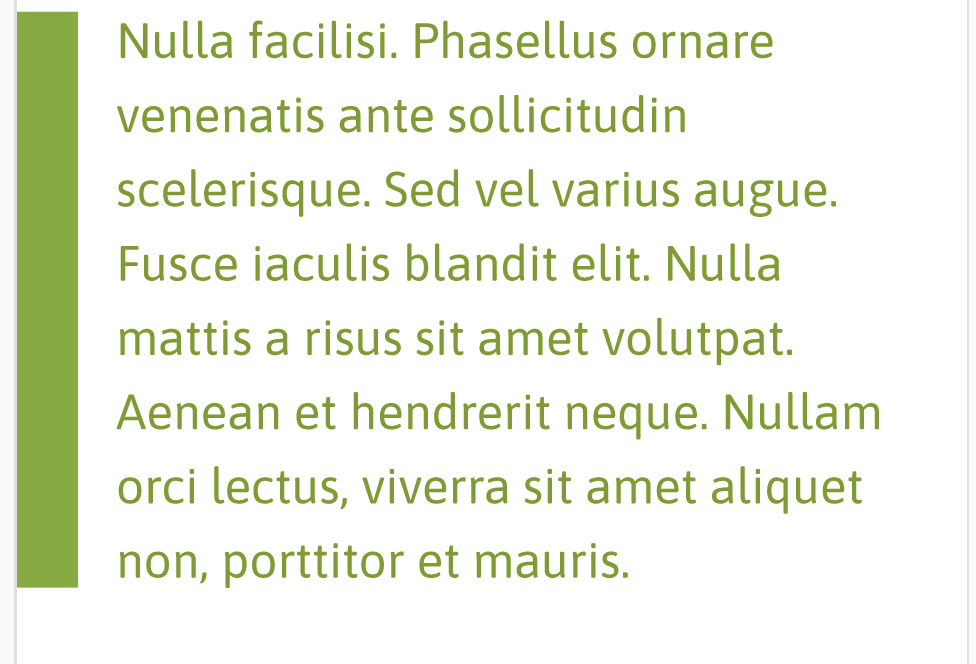 Nulla facilisi. Phasellus ornare
venenatis ante sollicitudin
scelerisque. Sed vel varius augue.
Fusce iaculis blandit elit. Nulla
mattis a risus sit amet volutpat.
Aenean et hendrerit neque. Nullam
orci lectus, viverra sit amet aliquet
non, porttitor et mauris.